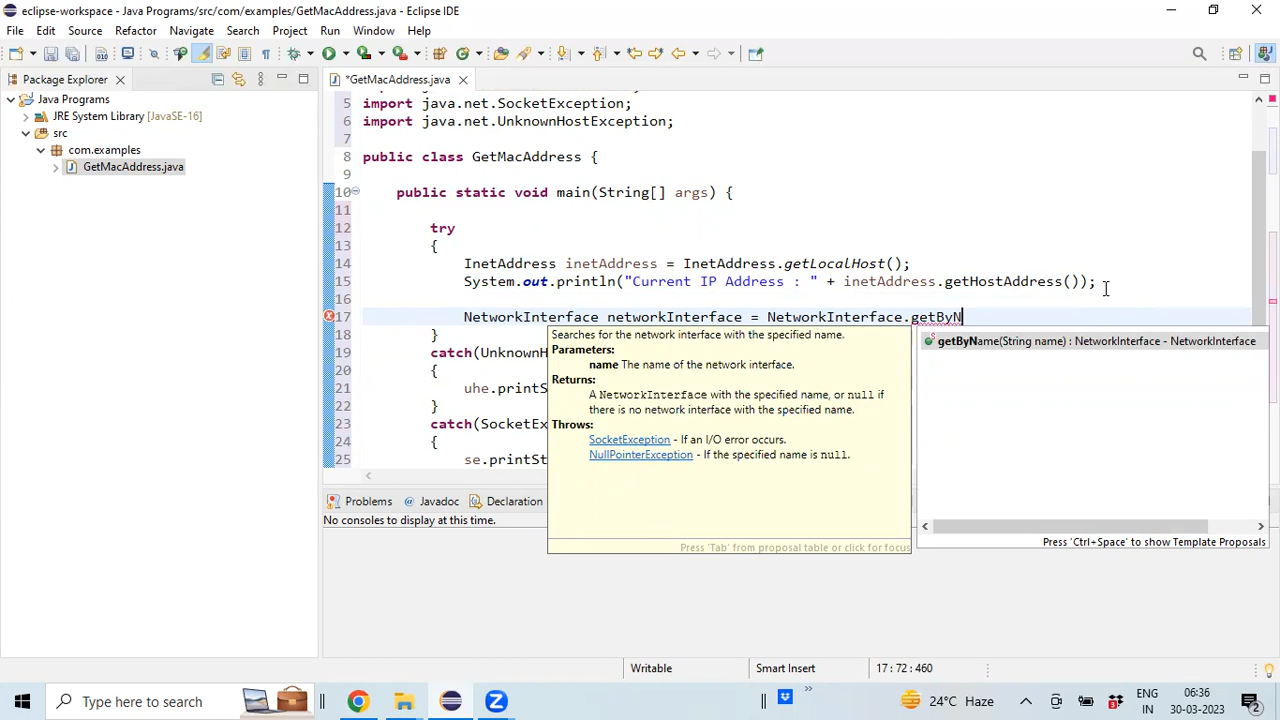 eclipse-workspace - Java Programs/src/com/examples/GetMacAddress.java - Eclipse IDE
File Edit Source Refactor Navigate Search Project Run Window Help
Package Explorer
*GetMacAddress.java
Java Programs
JRE System Library [JavaSE-16]
src
com.examples
GetMacAddress.java
5 import java.net.SocketException;
6 import java.net.UnknownHostException;
7
8 public class GetMacAddress {
9
10 public static void main(String[] args) {
11
12 try
13 {
14 InetAddress inetAddress = InetAddress.getLocalHost();
15 System.out.println("Current IP Address : " + inetAddress.getHostAddress());
16
17 NetworkInterface networkInterface = NetworkInterface.getByN
18 }
19 catch(UnknownH
20 {
21 uhe.printS
22 }
23 catch(SocketEx
24 {
25 se.printSt
Searches for the network interface with the specified name.
Parameters:
name The name of the network interface.
Returns:
A NetworkInterface with the specified name, or null if
there is no network interface with the specified name.
Throws:
SocketException - If an I/O error occurs.
NullPointerException - If the specified name is null.
Press 'Tab' from proposal table or click for focus
getByName(String name) : NetworkInterface - NetworkInterface
Press 'Ctrl+Space' to show Template Proposals
Problems @ Javadoc Declaration
No consoles to display at this time.
Writable Smart Insert 17 : 72 : 460
Type here to search
24°C Haze
3
ENG
IN
00:36
30-03-2023
2